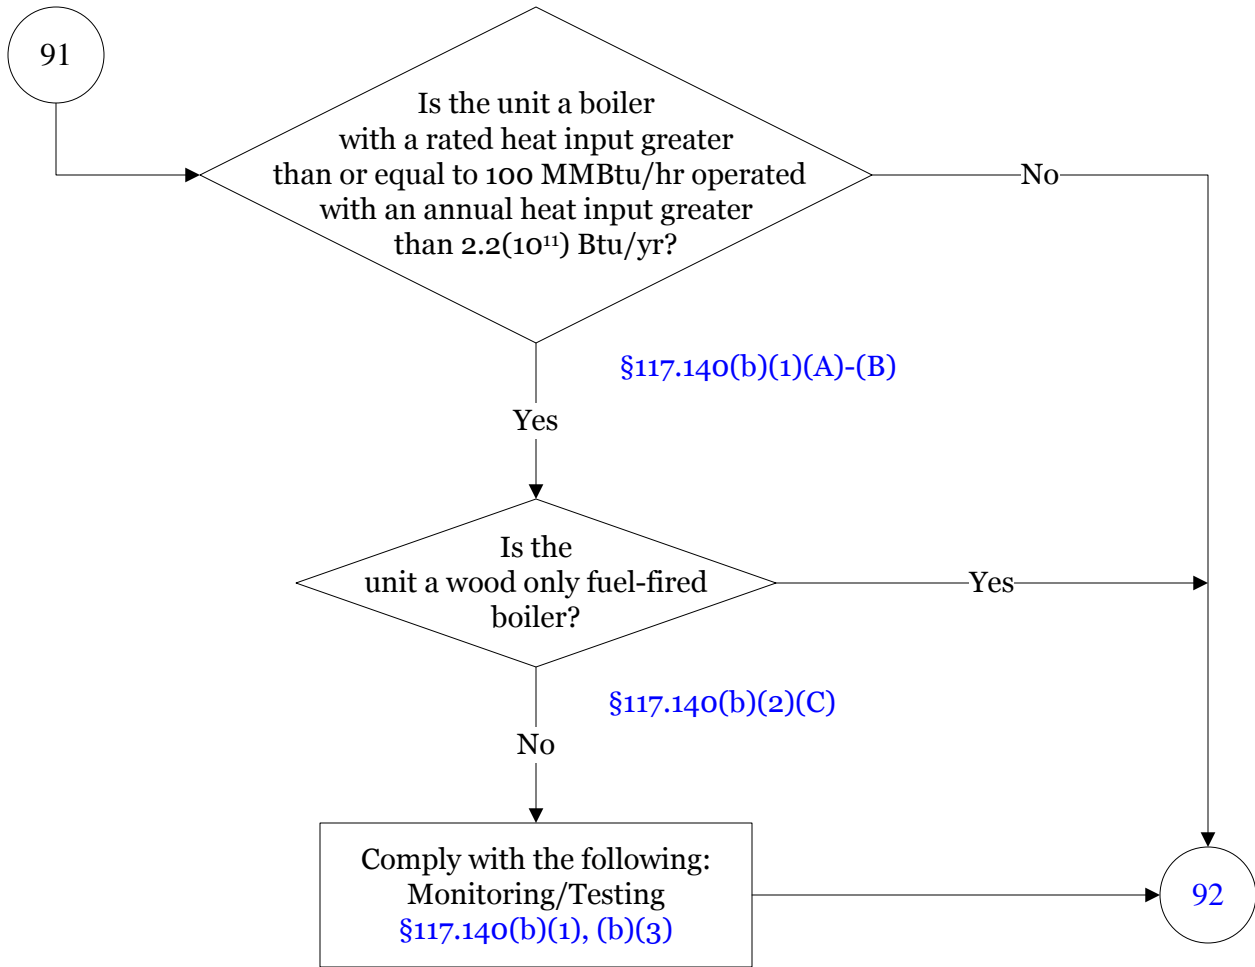 91
Is the unit a boiler
with a rated heat input greater
than or equal to 100 MMBtu/hr operated
with an annual heat input greater
than 2.2(10¹¹) Btu/yr?
No
§117.140(b)(1)(A)-(B)
Yes
Is the
unit a wood only fuel-fired
boiler?
Yes
§117.140(b)(2)(C)
No
Comply with the following:
Monitoring/Testing
§117.140(b)(1), (b)(3)
92